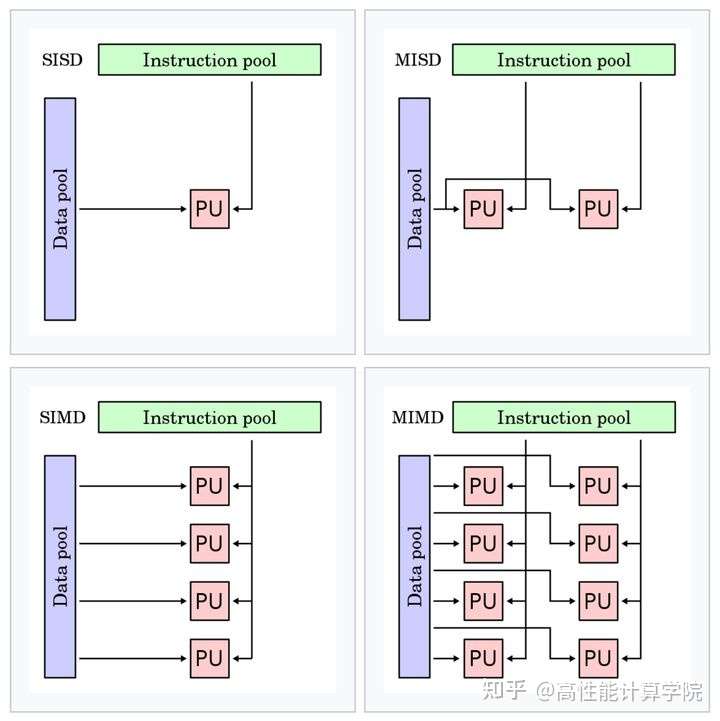 SISD
Instruction pool
Data pool
PU
MISD
Instruction pool
Data pool
PU
PU
SIMD
Instruction pool
Data pool
PU
PU
PU
PU
MIMD
Instruction pool
Data pool
PU
PU
PU
PU
PU
PU
PU
PU
知乎 @高性能计算学院